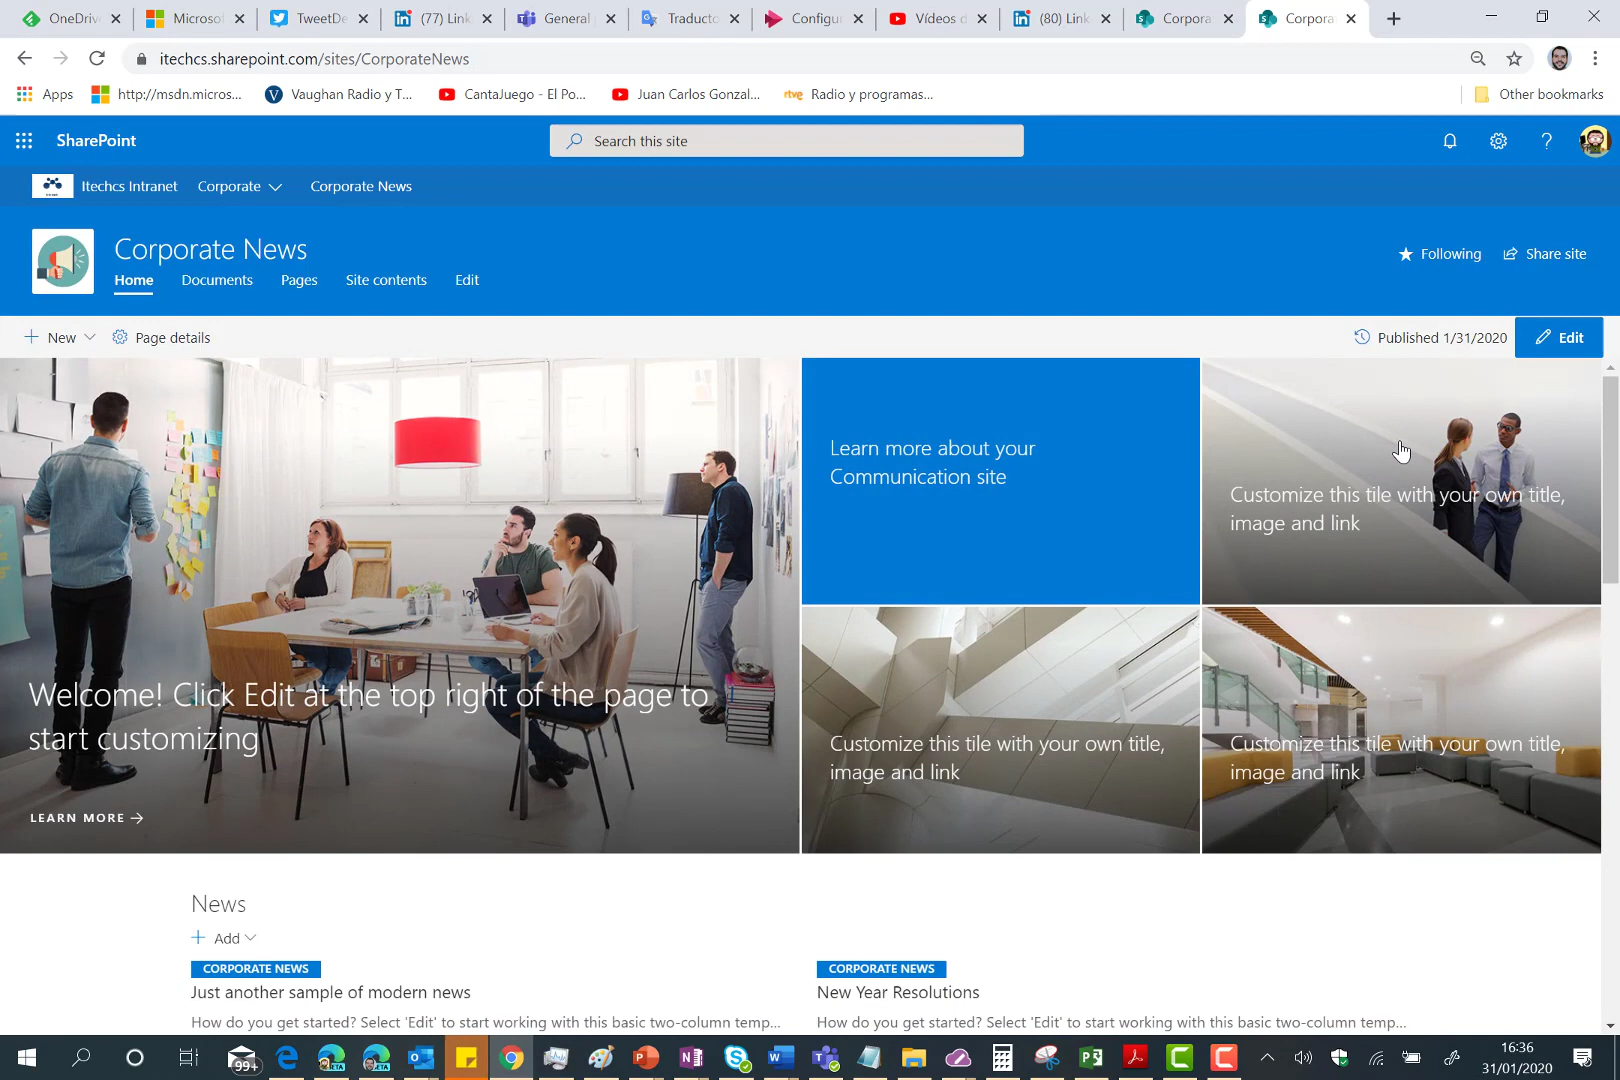 OneDriv
Microsof
TweetDe
(77) Link
General
Traducto
Configu
Vídeos d
(80) Link
Corpora
Corpora
itechcs.sharepoint.com/sites/CorporateNews
Apps
http://msdn.micros...
Vaughan Radio y T...
CantaJuego - El Po...
Juan Carlos Gonzal...
rtve Radio y programas...
Other bookmarks
SharePoint
Search this site
Itechcs Intranet
Corporate
Corporate News
Corporate News
Following
Share site
Home
Documents
Pages
Site contents
Edit
New
Page details
Published 1/31/2020
Edit
Learn more about your
Communication site
Customize this tile with your own title,
image and link
Welcome! Click Edit at the top right of the page to
start customizing
LEARN MORE →
Customize this tile with your own title,
image and link
Customize this tile with your own title,
image and link
News
Add
CORPORATE NEWS
Just another sample of modern news
How do you get started? Select 'Edit' to start working with this basic two-column temp...
CORPORATE NEWS
New Year Resolutions
How do you get started? Select 'Edit' to start working with this basic two-column temp...
99+
16:36
31/01/2020